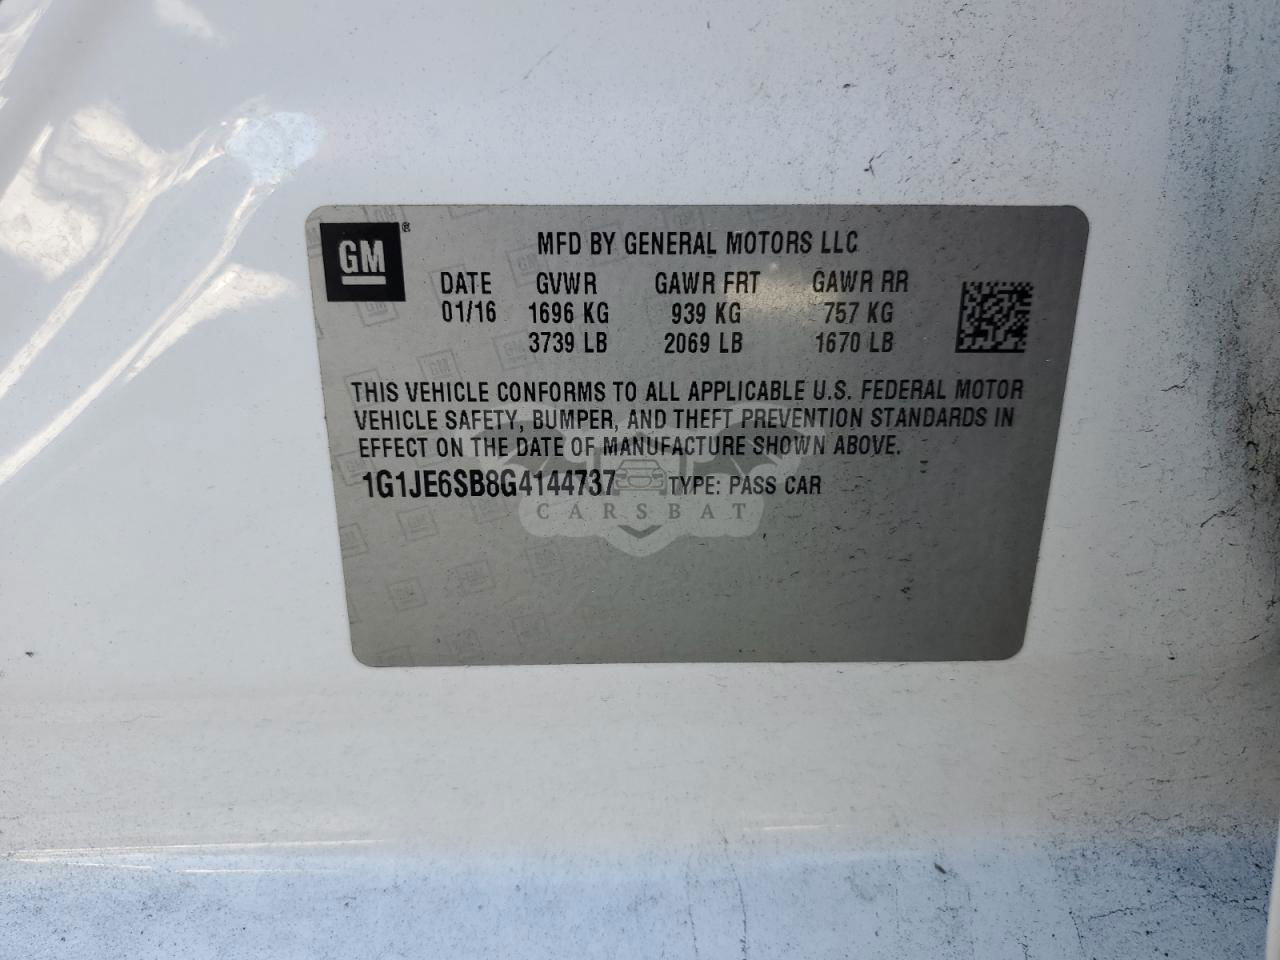 GM®
MFD BY GENERAL MOTORS LLC
DATE GVWR GAWR FRT GAWR RR
01/16 1696 KG 939 KG 757 KG
3739 LB 2069 LB 1670 LB
THIS VEHICLE CONFORMS TO ALL APPLICABLE U.S. FEDERAL MOTOR
VEHICLE SAFETY, BUMPER, AND THEFT PREVENTION STANDARDS IN
EFFECT ON THE DATE OF MANUFACTURE SHOWN ABOVE.
1G1JE6SB8G4144737 TYPE: PASS CAR
CARSBAT